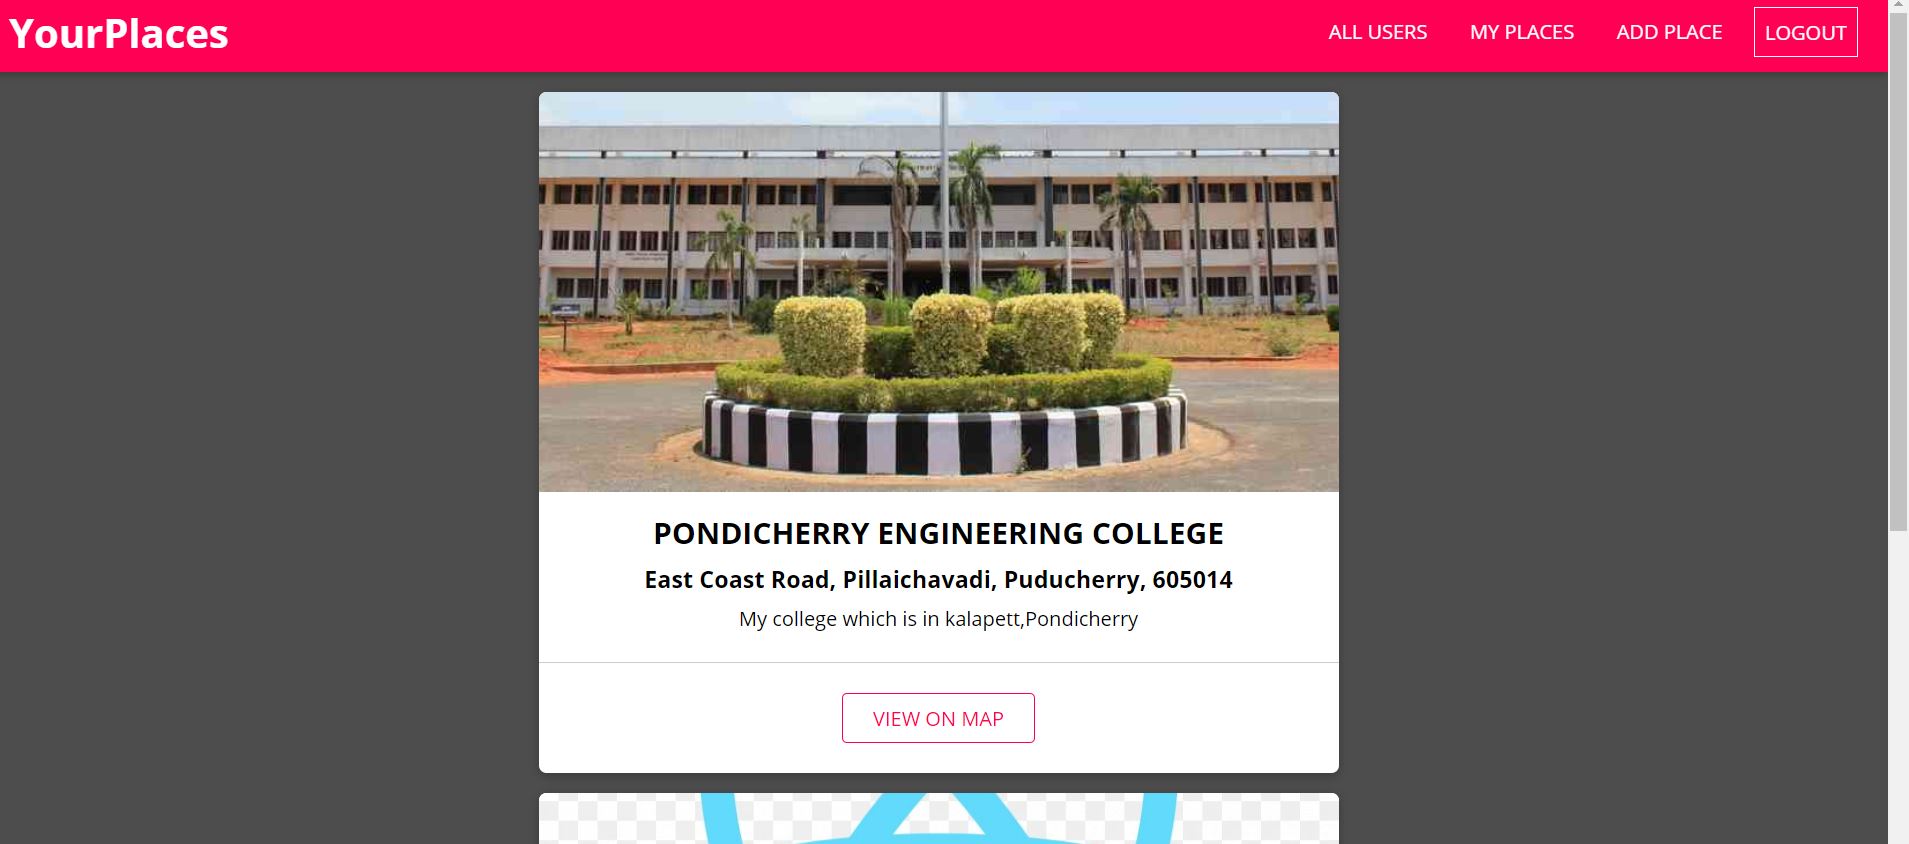 YourPlaces
ALL USERS MY PLACES ADD PLACE LOGOUT
PONDICHERRY ENGINEERING COLLEGE
East Coast Road, Pillaichavadi, Puducherry, 605014
My college which is in kalapett,Pondicherry
VIEW ON MAP